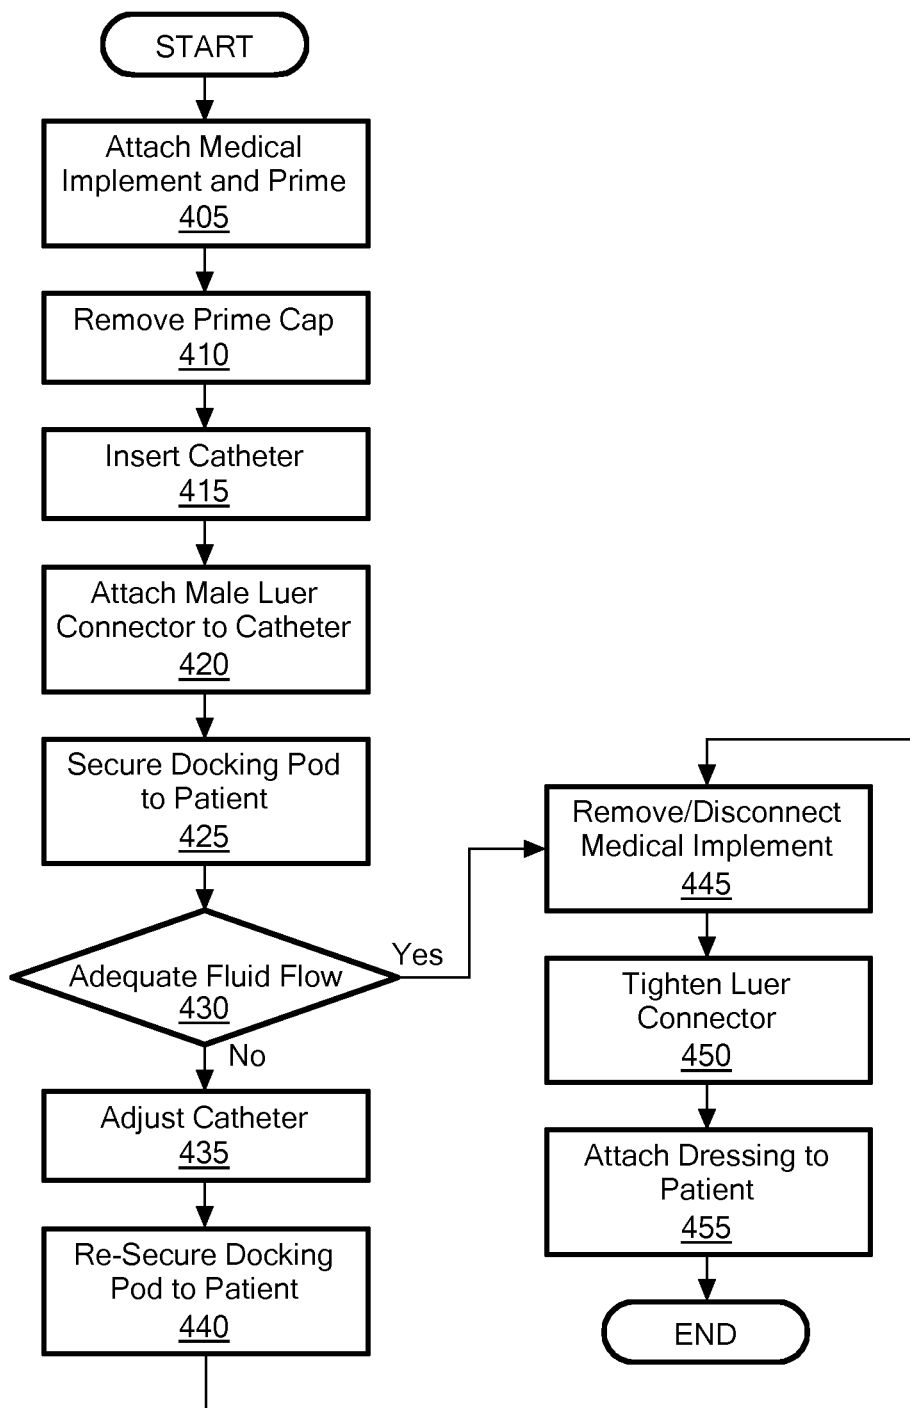 START
Attach Medical
Implement and Prime
405
Remove Prime Cap
410
Insert Catheter
415
Attach Male Luer
Connector to Catheter
420
Secure Docking Pod
to Patient
425
Adequate Fluid Flow
430
Yes
No
Adjust Catheter
435
Re-Secure Docking
Pod to Patient
440
Remove/Disconnect
Medical Implement
445
Tighten Luer
Connector
450
Attach Dressing to
Patient
455
END